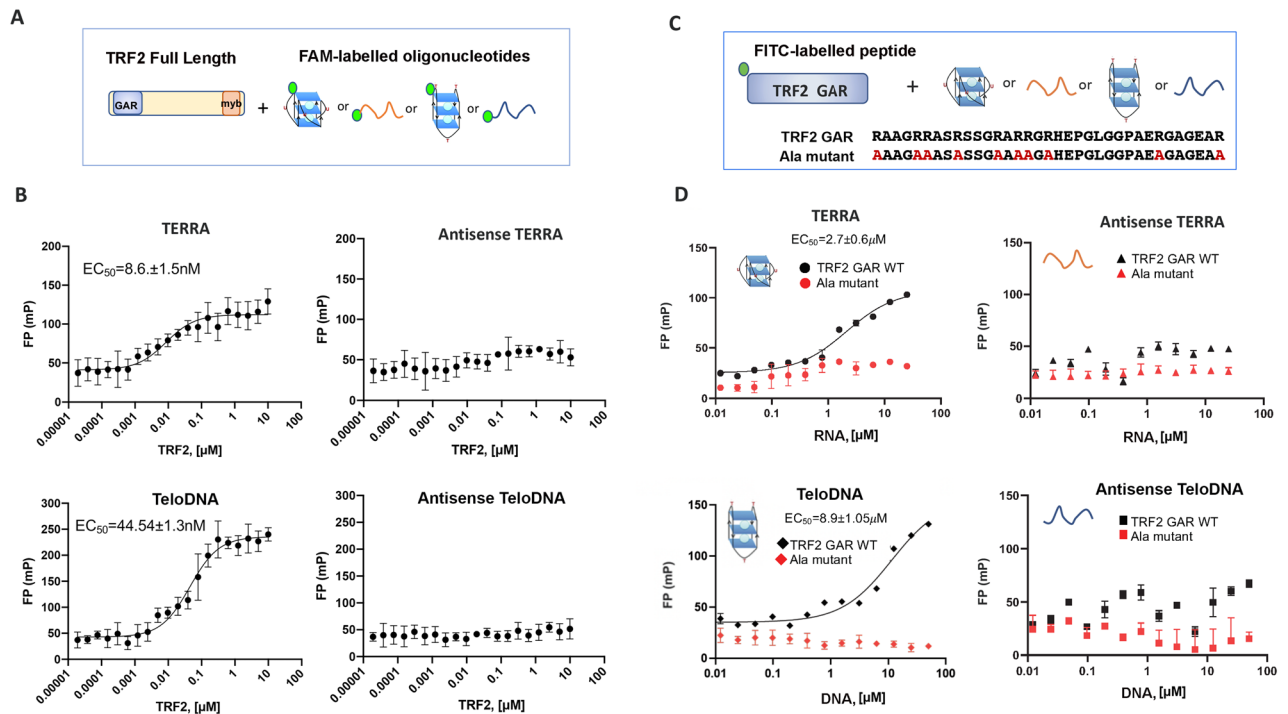 A
TRF2 Full Length
FAM-labelled oligonucleotides
GAR
myb
+
or
or
or
C
FITC-labelled peptide
TRF2 GAR
+
or
or
or
TRF2 GAR RAAGRRASRSSGRARRGRHEPGLGGPAERGAGEAR
Ala mutant AAAGAAASASSGAAAAGAHEPGLGGPAEAGAGEAA
B
TERRA
EC50=8.6.±1.5nM
FP (mP)
200
150
100
50
0
0.00001
0.0001
0.001
0.01
0.1
1
10
100
TRF2, [µM]
Antisense TERRA
FP (mP)
200
150
100
50
0
0.00001
0.0001
0.001
0.01
0.1
1
10
100
TRF2, [µM]
TeloDNA
EC50=44.54±1.3nM
FP (mP)
300
250
200
150
100
50
0
0.00001
0.0001
0.001
0.01
0.1
1
10
100
TRF2, [µM]
Antisense TeloDNA
FP (mP)
300
250
200
150
100
50
0
0.00001
0.0001
0.001
0.01
0.1
1
10
100
TRF2, [µM]
D
TERRA
EC50=2.7±0.6µM
TRF2 GAR WT
Ala mutant
FP (mP)
150
100
50
0
0.01
0.1
1
10
100
RNA, [µM]
Antisense TERRA
TRF2 GAR WT
Ala mutant
FP (mP)
150
100
50
0
0.01
0.1
1
10
100
RNA, [µM]
TeloDNA
EC50=8.9±1.05µM
TRF2 GAR WT
Ala mutant
FP (mP)
150
100
50
0
0.01
0.1
1
10
100
DNA, [µM]
Antisense TeloDNA
TRF2 GAR WT
Ala mutant
FP (mP)
150
100
50
0
0.01
0.1
1
10
100
DNA, [µM]